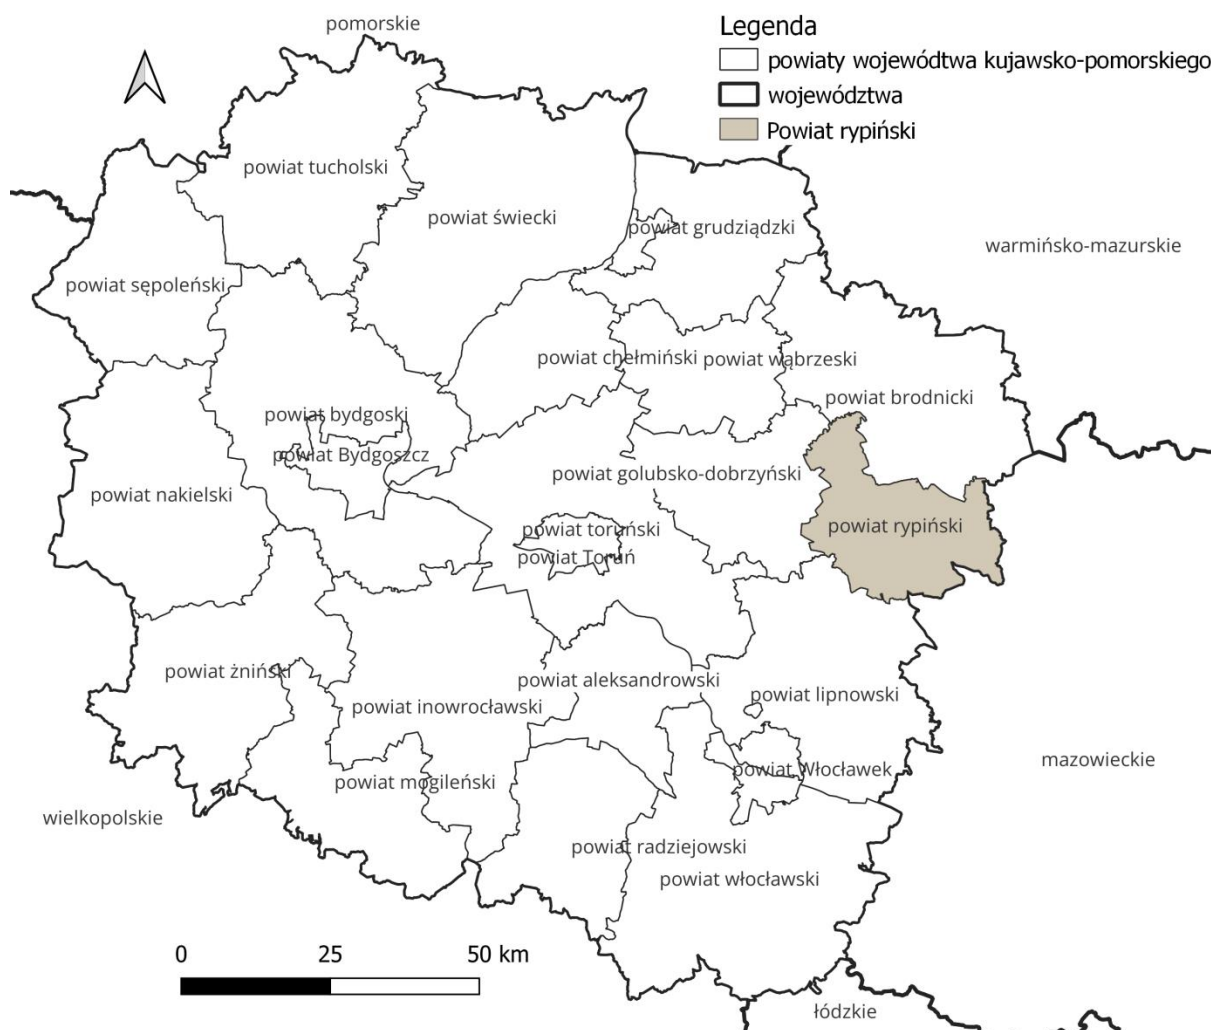 pomorskie
Legenda
powiaty wojewódtwa kujawsko-pomorskiego
województwa
Powiat rypiński
powiat tucholski
powiat świecki
powiat grudziądzki
warmińsko-mazurskie
powiat sępoleński
powiat chełmiński
powiat wąbrzeski
powiat brodnicki
powiat bydgoski
powiat Bydgoszcz
powiat golubsko-dobrzyński
powiat nakielski
powiat toruński
powiat rypiński
powiat Toruń
powiat żniński
powiat aleksandrowski
powiat lipnowski
powiat inowrocławski
mazowieckie
powiat Włocławek
powiat mogileński
wielkopolskie
powiat radziejowski
powiat włocławski
0 25 50 km
łódzkie